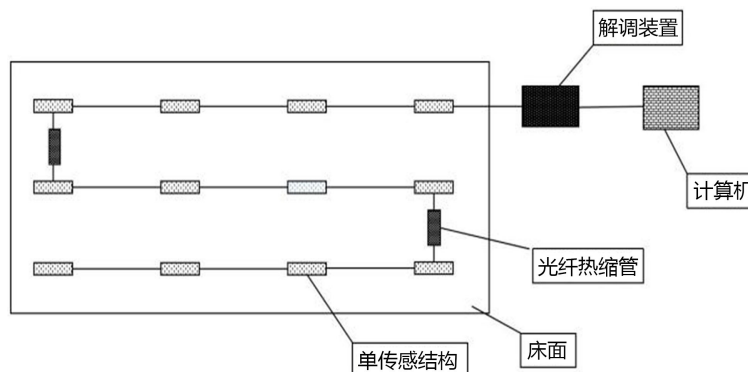 解调装置
计算机
光纤热缩管
床面
单传感结构